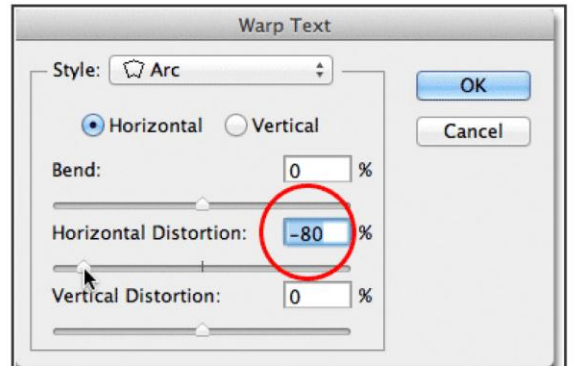 Warp Text
Style: Arc
OK
Horizontal Vertical
Cancel
Bend: 0 %
Horizontal Distortion: -80 %
Vertical Distortion: 0 %